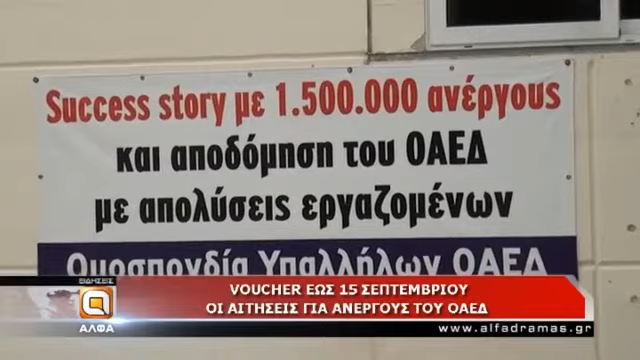 Success story με 1.500.000 ανέργους
και αποδόμηση του ΟΑΕΔ
με απολύσεις εργαζομένων
Ομοσπονδία Υπαλλήλων ΟΑΕΔ
ΕΙΔΗΣΕΙΣ
ΑΛΦΑ
VOUCHER ΕΩΣ 15 ΣΕΠΤΕΜΒΡΙΟΥ
ΟΙ ΑΙΤΗΣΕΙΣ ΓΙΑ ΑΝΕΡΓΟΥΣ ΤΟΥ ΟΑΕΔ
www.alfadramas.gr